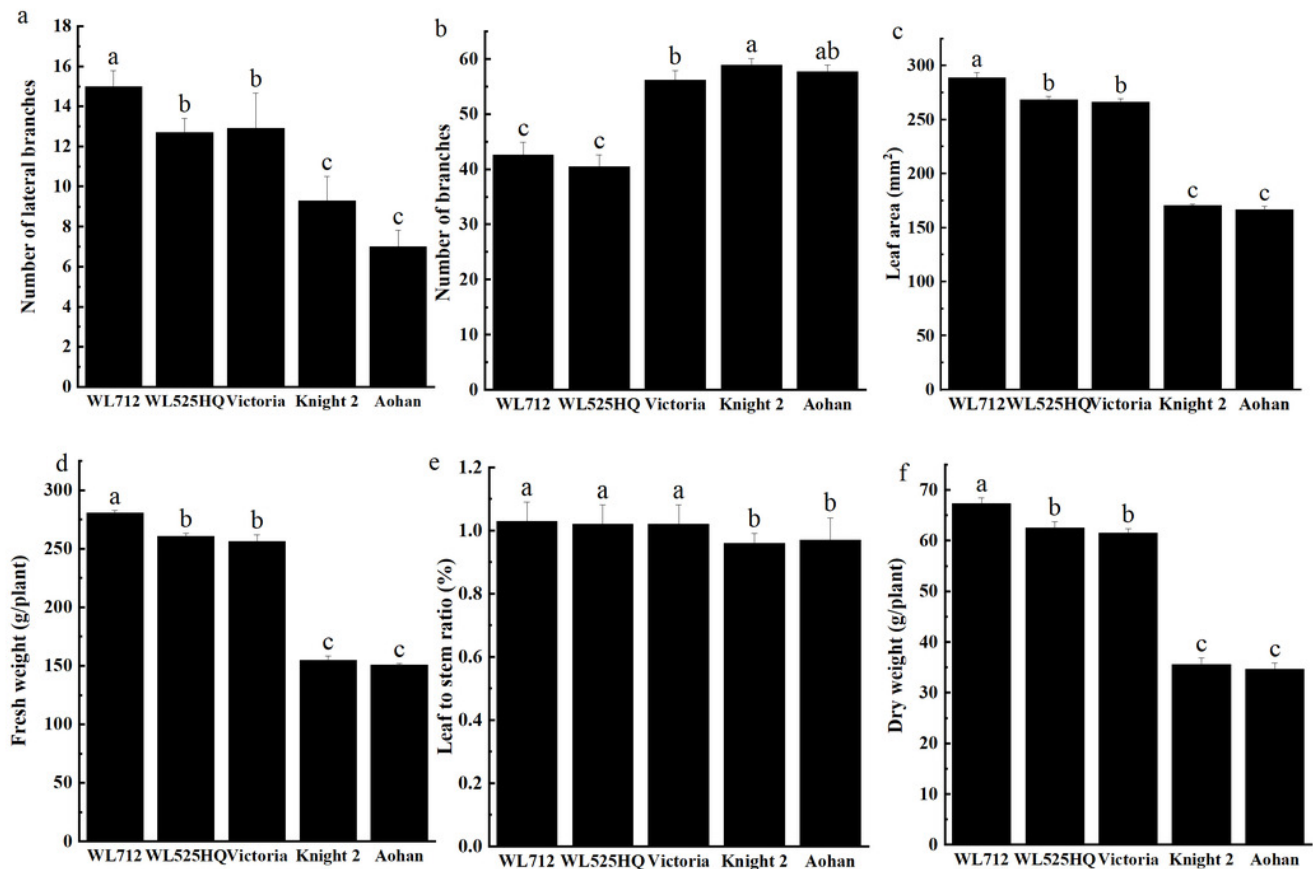 a
Number of lateral branches
18
16
14
12
10
8
6
4
2
0
a
b
b
c
c
WL712 WL525HQ Victoria Knight 2 Aohan
b
Number of branches
60
50
40
30
20
10
0
c
c
b
a
ab
WL712 WL525HQ Victoria Knight 2 Aohan
c
Leaf area (mm²)
300
250
200
150
100
50
0
a
b
b
c
c
WL712 WL525HQ Victoria Knight 2 Aohan
d
Fresh weight (g/plant)
300
250
200
150
100
50
0
a
b
b
c
c
WL712 WL525HQ Victoria Knight 2 Aohan
e
Leaf to stem ratio (%)
1.2
1.0
0.8
0.6
0.4
0.2
0.0
a
a
a
b
b
WL712 WL525HQ Victoria Knight 2 Aohan
f
Dry weight (g/plant)
70
60
50
40
30
20
10
0
a
b
b
c
c
WL712 WL525HQ Victoria Knight 2 Aohan